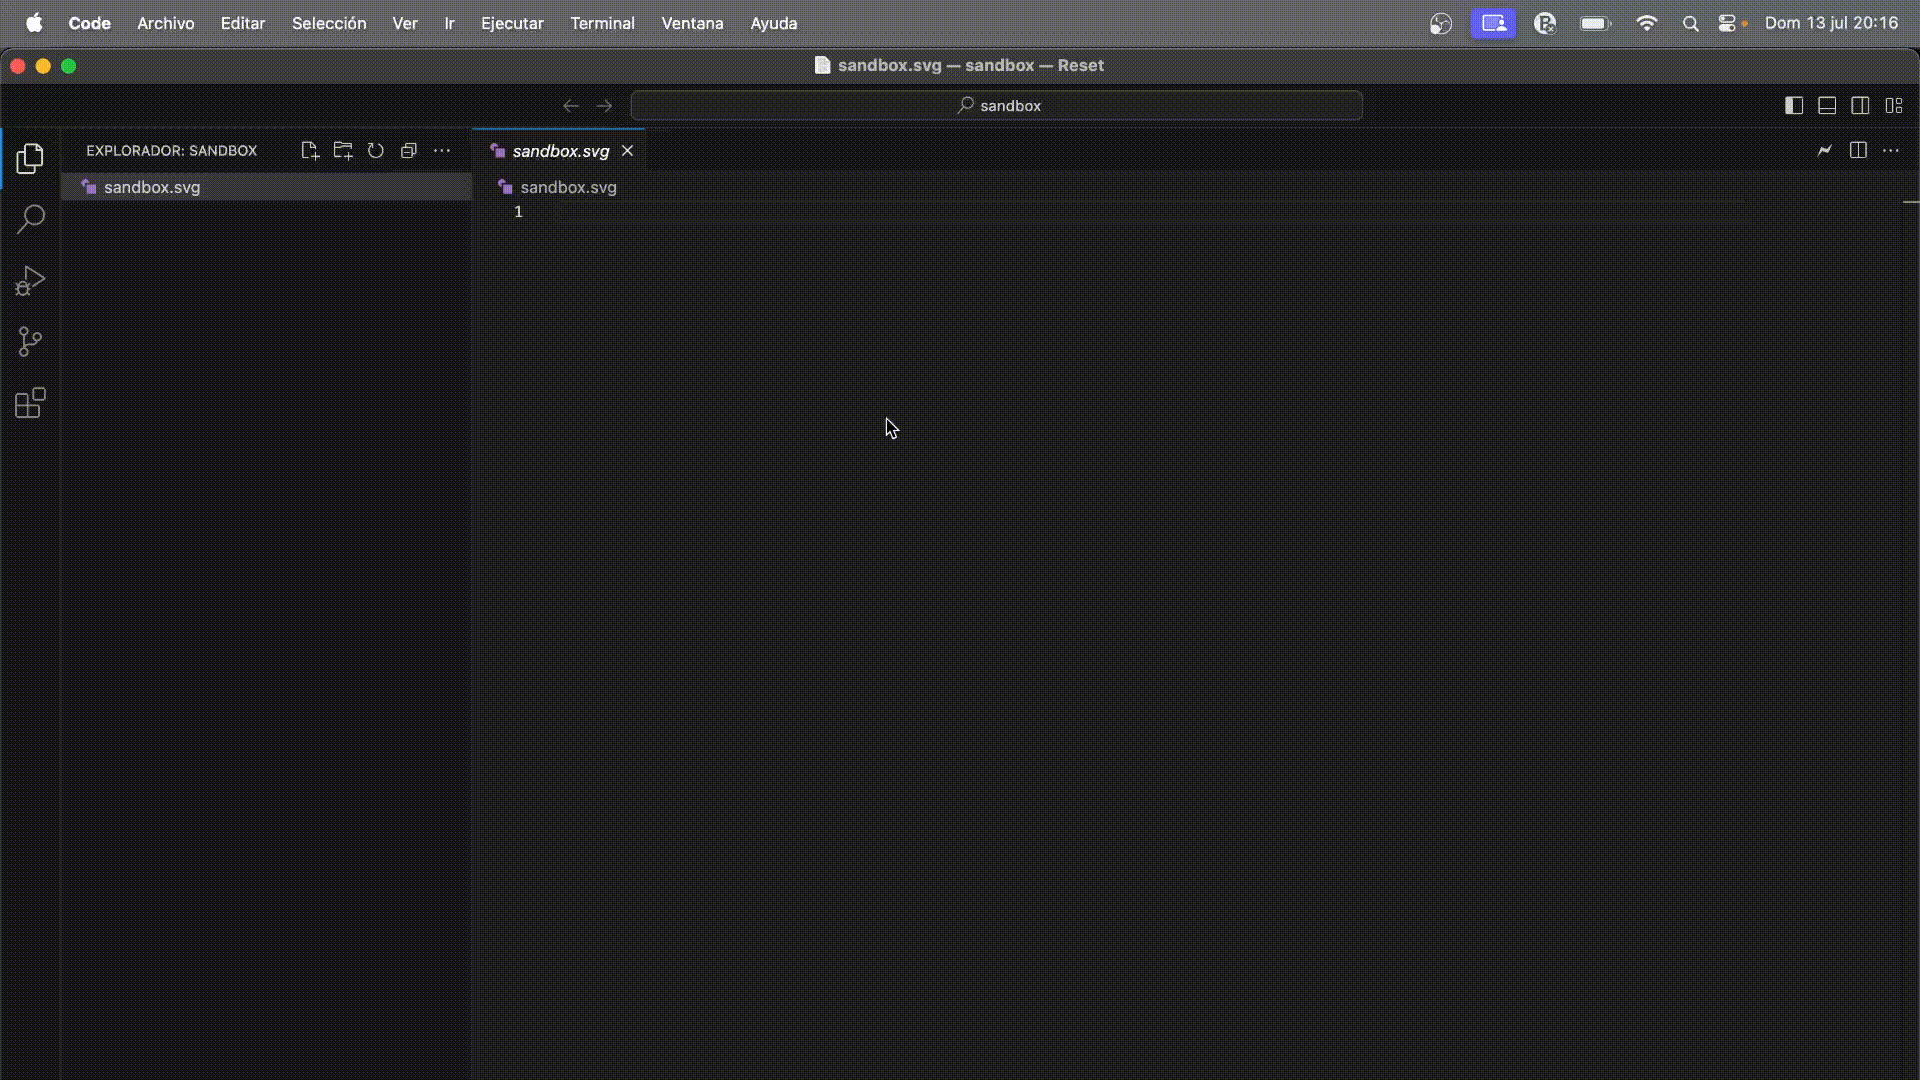 Code Archivo Editar Selección Ver Ir Ejecutar Terminal Ventana Ayuda Dom 13 jul 20:16
sandbox.svg — sandbox — Reset
sandbox
EXPLORADOR: SANDBOX
sandbox.svg
sandbox.svg
sandbox.svg
1